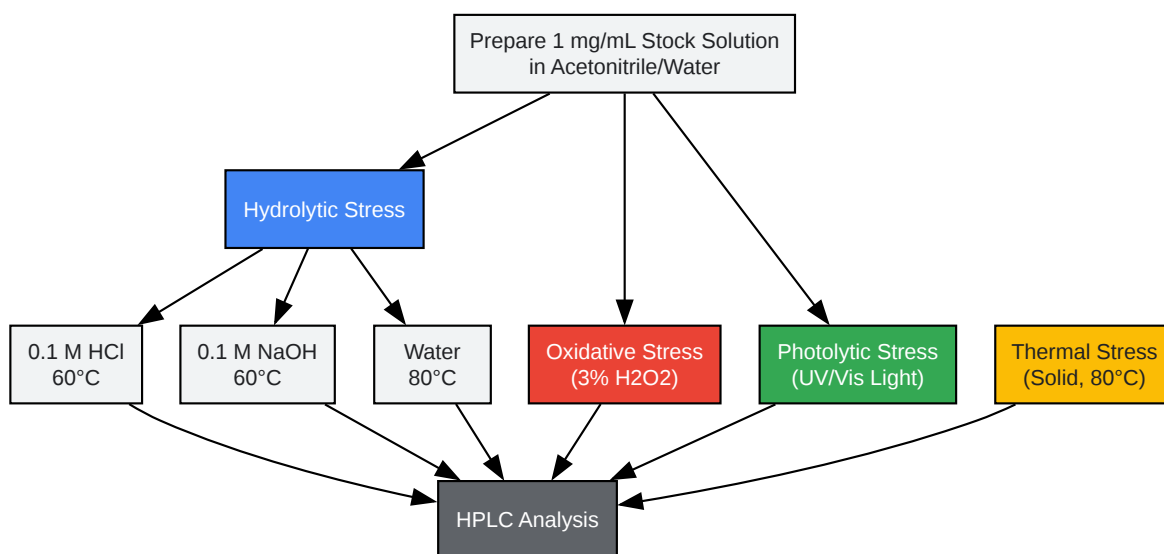 Prepare 1 mg/mL Stock Solution
in Acetonitrile/Water
Hydrolytic Stress
0.1 M HCl
60°C
0.1 M NaOH
60°C
Water
80°C
Oxidative Stress
(3% H2O2)
Photolytic Stress
(UV/Vis Light)
Thermal Stress
(Solid, 80°C)
HPLC Analysis